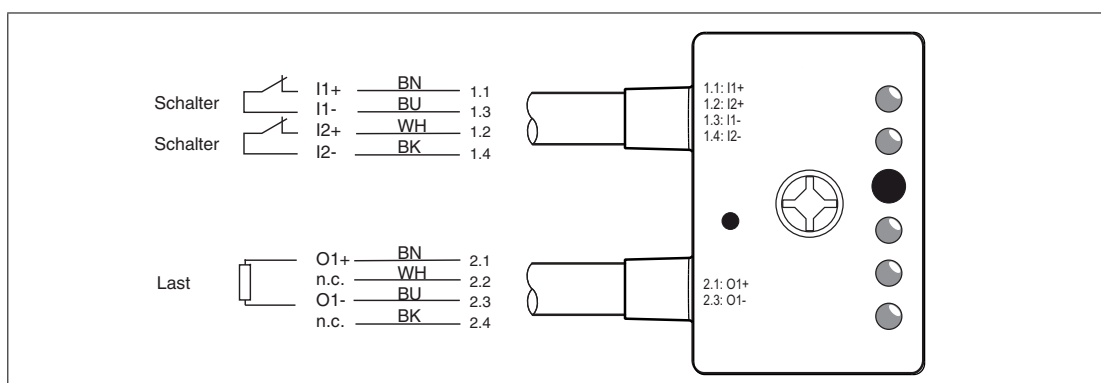 Schalter
I1+ BN 1.1
I1- BU 1.3
Schalter
I2+ WH 1.2
I2- BK 1.4
1.1: I1+
1.2: I2+
1.3: I1-
1.4: I2-
Last
O1+ BN 2.1
n.c. WH 2.2
O1- BU 2.3
n.c. BK 2.4
2.1: O1+
2.3: O1-